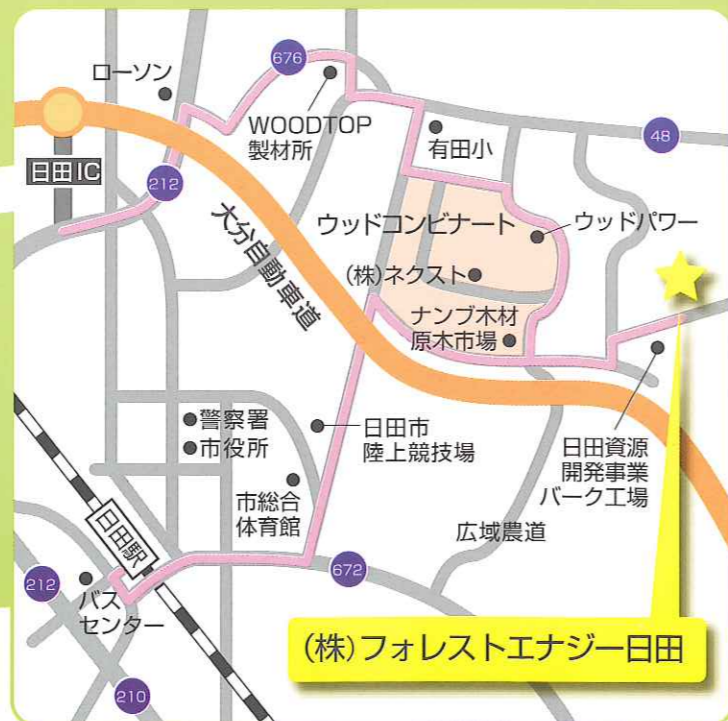 676
ローソン
WOODTOP
製材所
有田小
48
日田IC
212
大分自動車道
ウッドコンビナート
ウッドパワー
(株)ネクスト
ナンブ木材
原木市場
警察署
市役所
日田市
陸上競技場
日田資源
開発事業
バーク工場
市総合
体育館
広域農道
日田駅
672
212
バス
センター
210
(株)フォレストエナジー日田